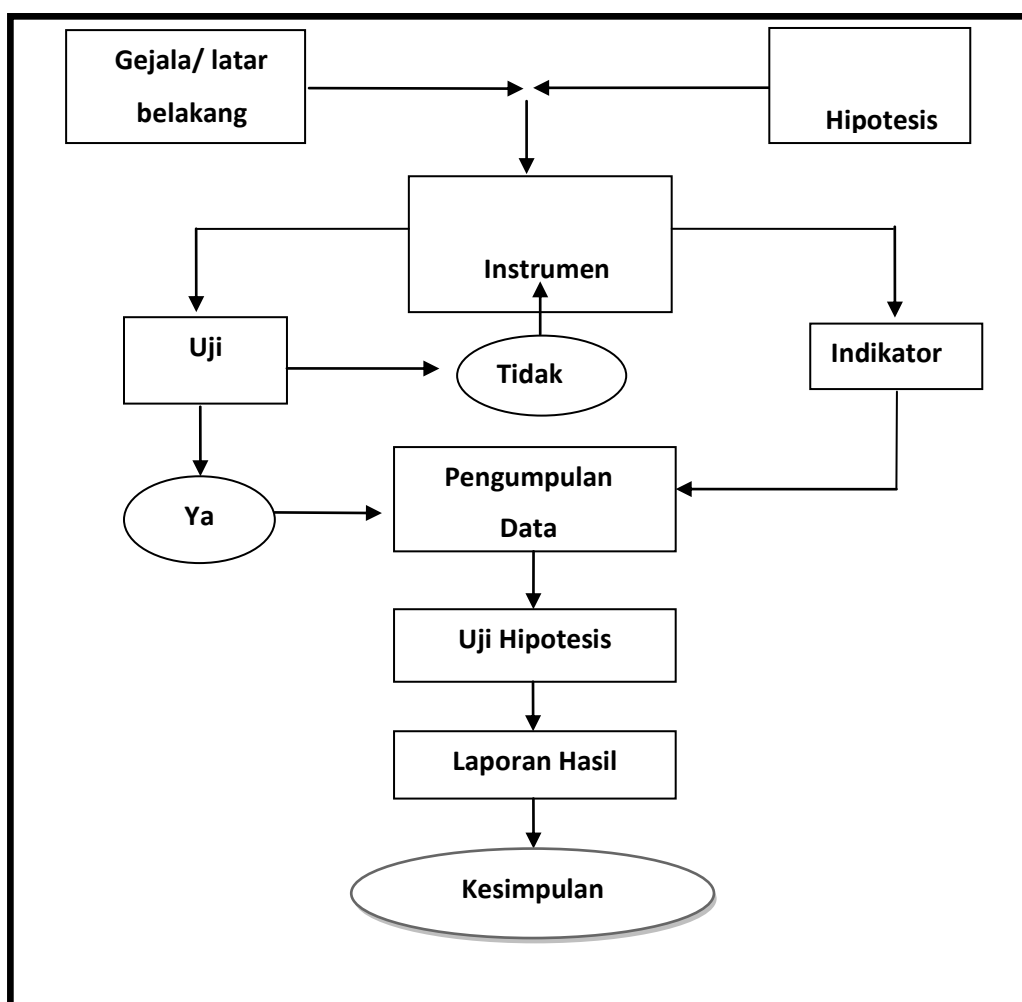 Gejala/ latar
belakang
Hipotesis
Instrumen
Uji
Tidak
Indikator
Ya
Pengumpulan
Data
Uji Hipotesis
Laporan Hasil
Kesimpulan